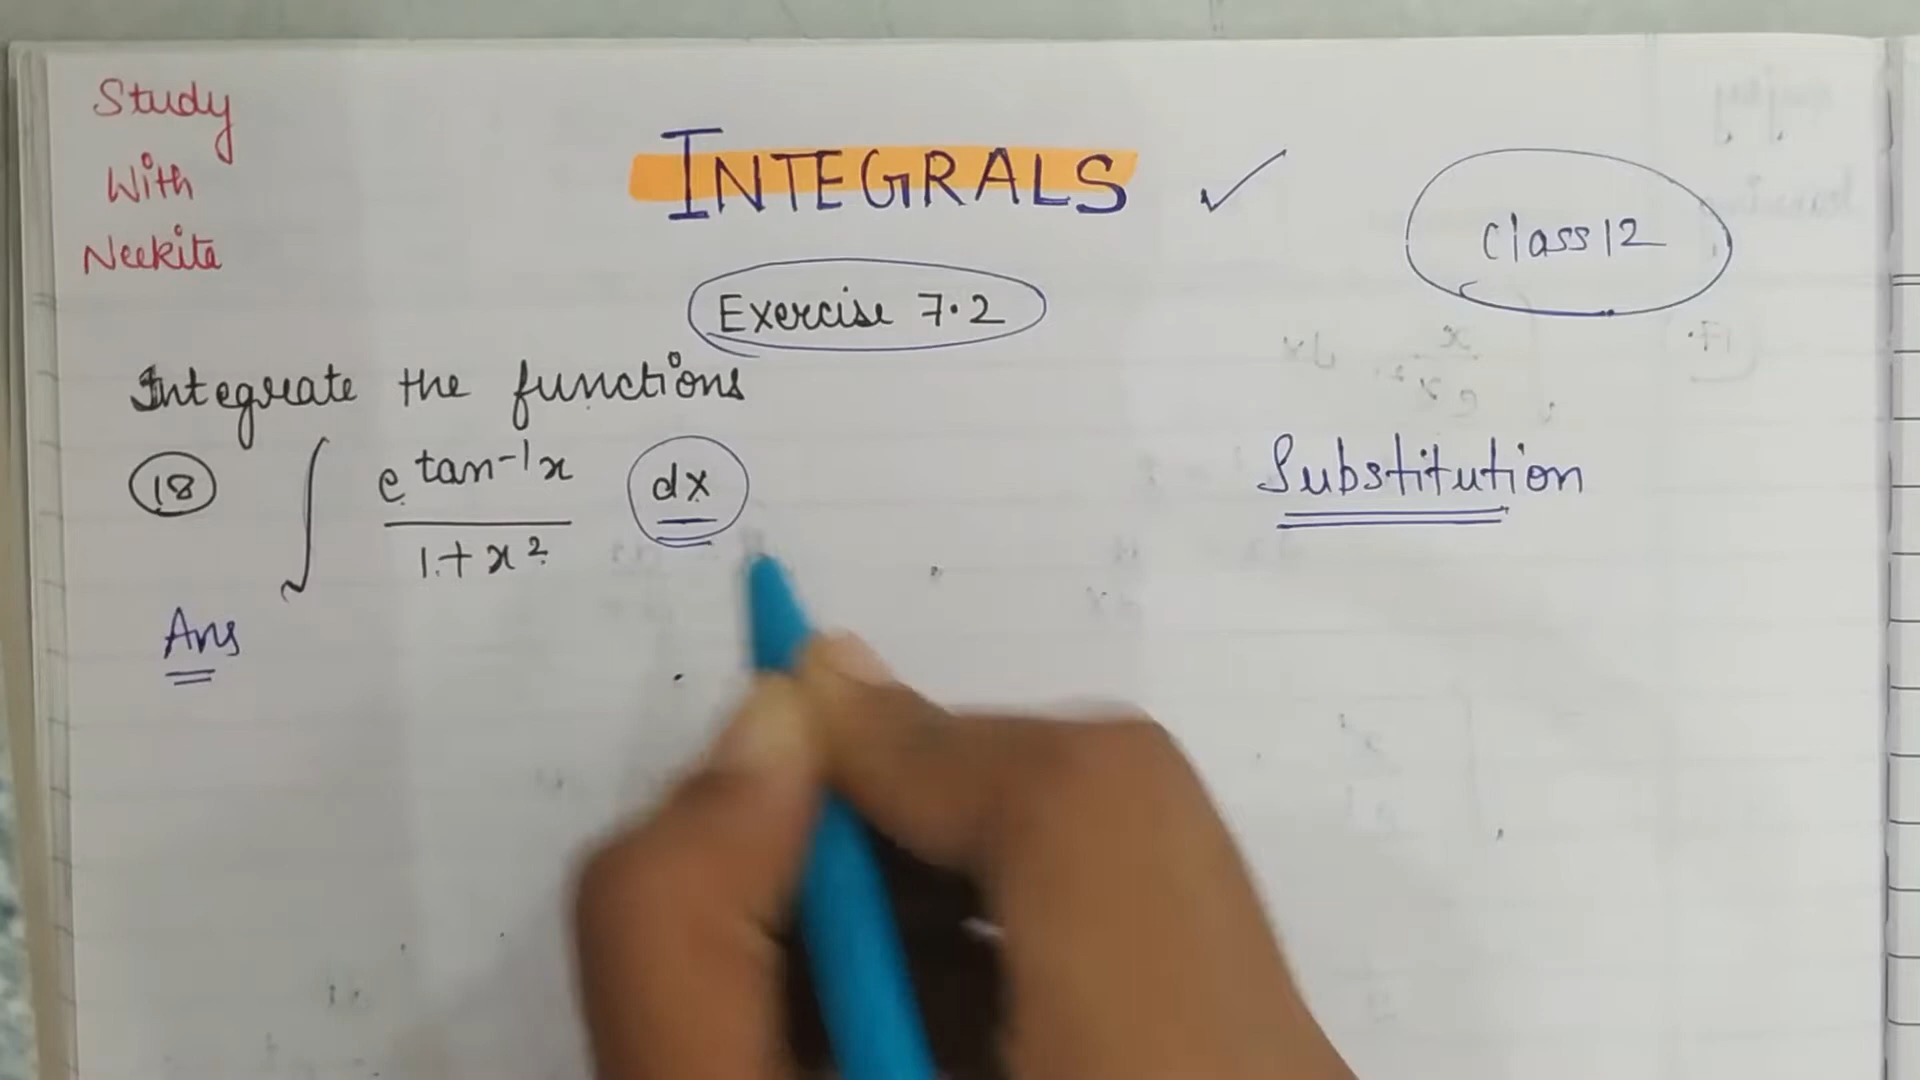 Study
With
Neekita
INTEGRALS ✓
Class 12
Exercise 7.2
Integrate the functions
18 ∫ e^{tan⁻¹x} / (1 + x²) dx
Substitution
Ans